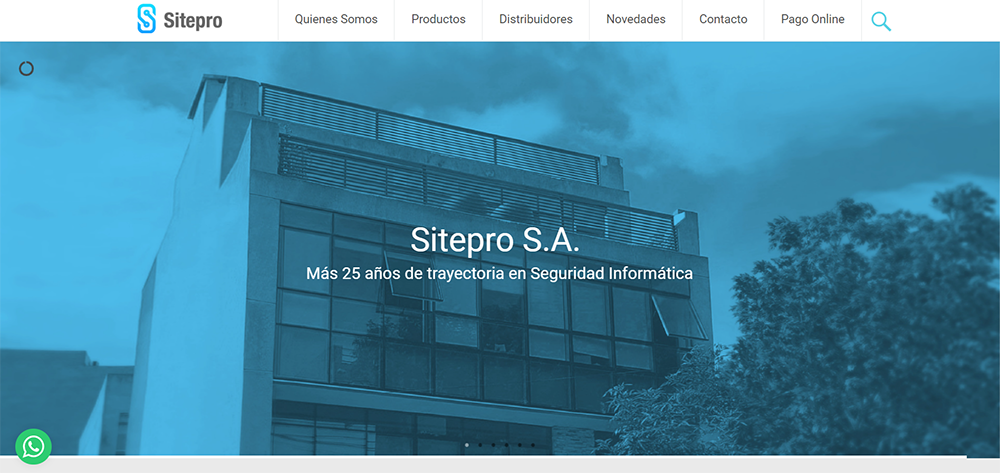 Sitepro
Quienes Somos
Productos
Distribuidores
Novedades
Contacto
Pago Online
Sitepro S.A.
Más 25 años de trayectoria en Seguridad Informática